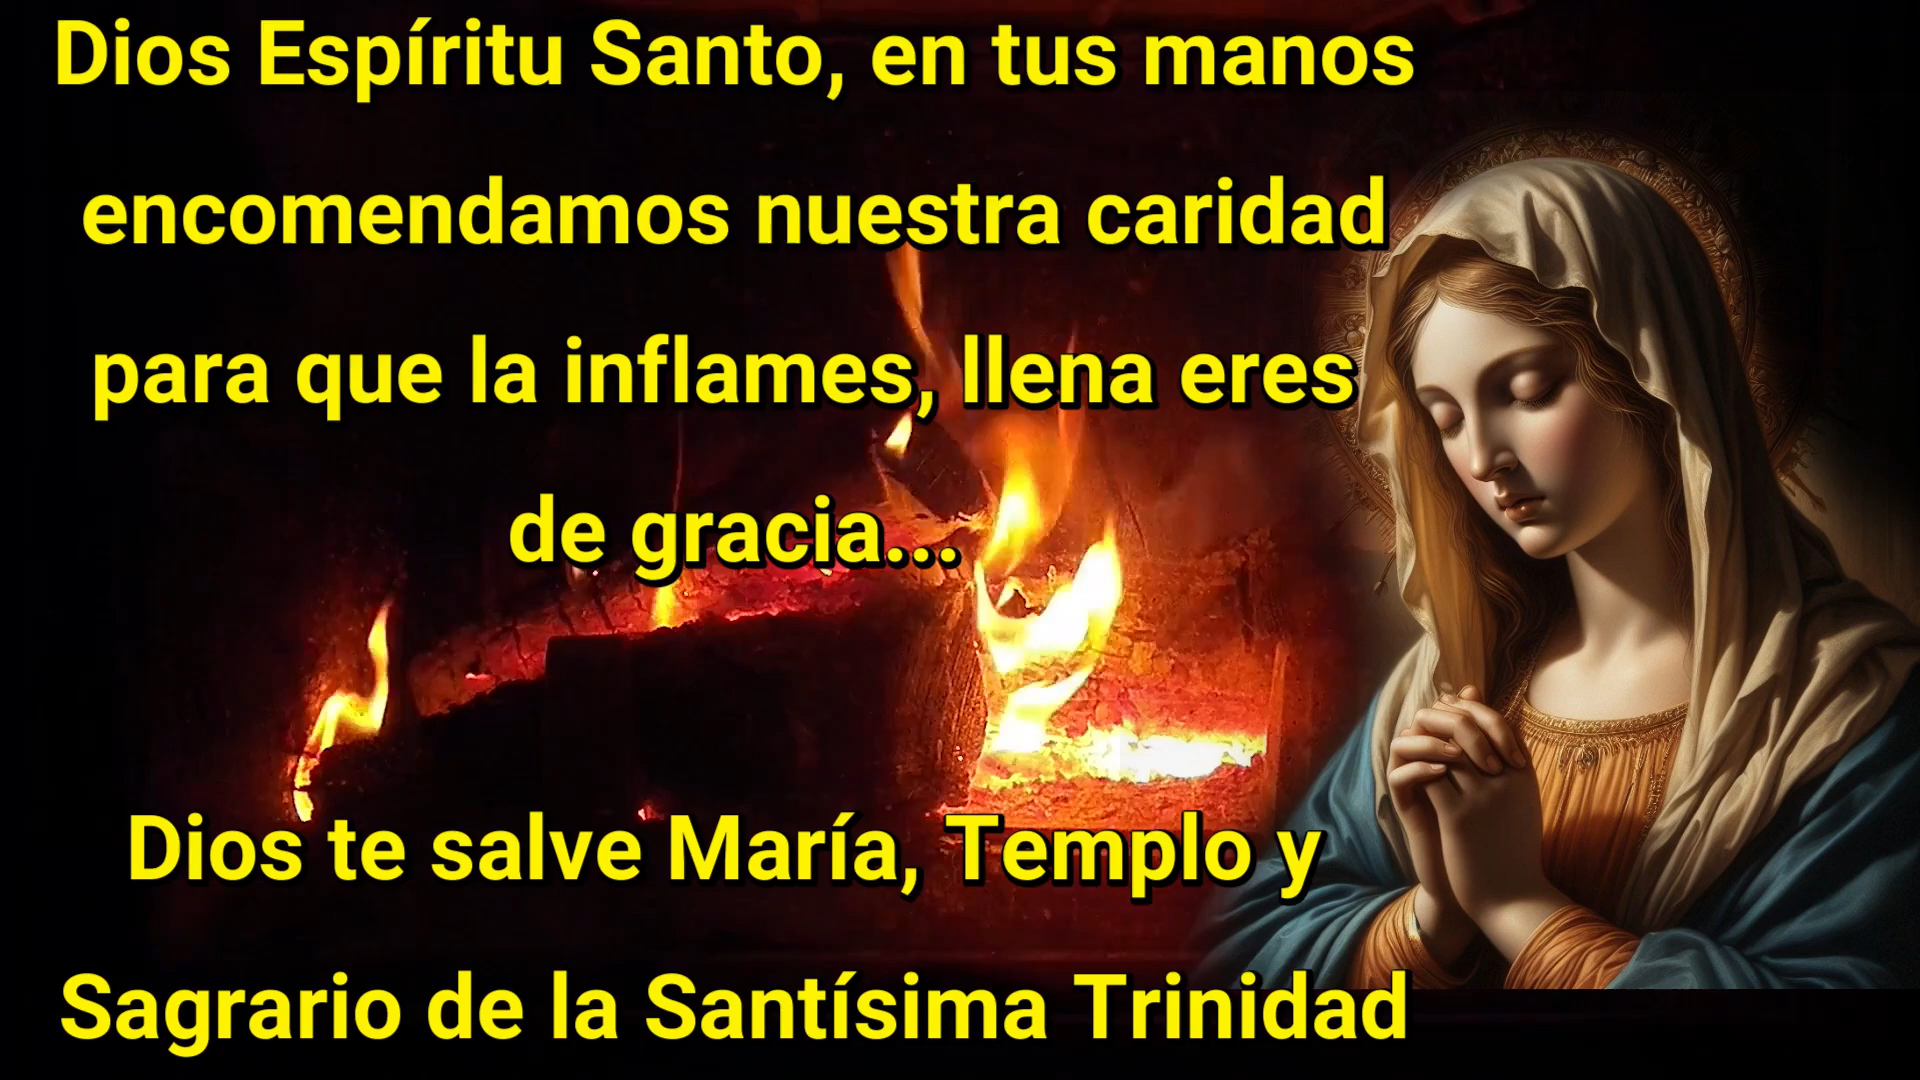 Dios Espíritu Santo, en tus manos
encomendamos nuestra caridad
para que la inflames, llena eres
de gracia...
Dios te salve María, Templo y
Sagrario de la Santísima Trinidad